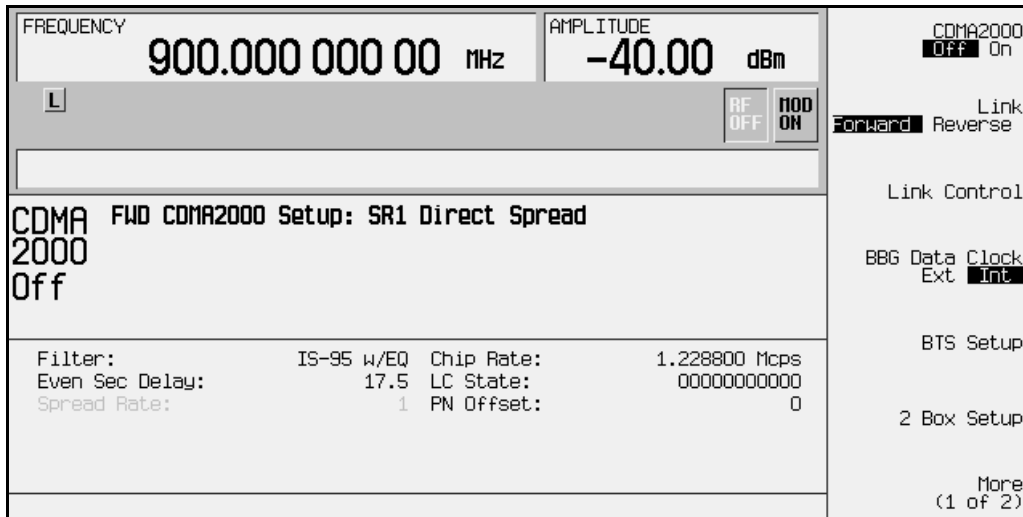 FREQUENCY
900.000 000 00 MHz
AMPLITUDE
-40.00 dBm
L
RF OFF
MOD ON
CDMA 2000 Off
FWD CDMA2000 Setup: SR1 Direct Spread
Filter: IS-95 w/EQ Chip Rate: 1.228800 Mcps
Even Sec Delay: 17.5 LC State: 00000000000
Spread Rate: 1 PN Offset: 0
CDMA2000
Off On
Link
Forward Reverse
Link Control
BBG Data Clock
Ext Int
BTS Setup
2 Box Setup
More
(1 of 2)